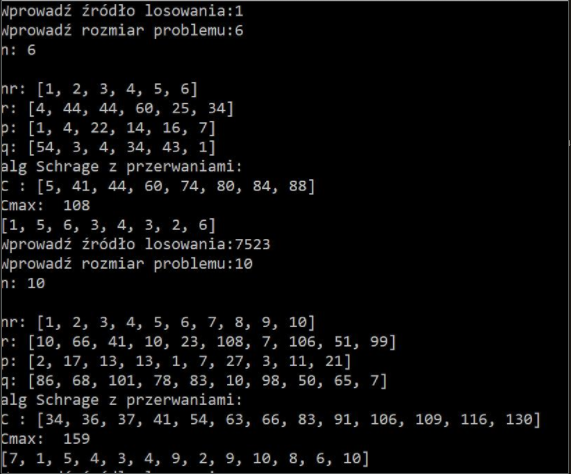 Wprowadź źródło losowania:1
Wprowadź rozmiar problemu:6
n: 6
nr: [1, 2, 3, 4, 5, 6]
r: [4, 44, 44, 60, 25, 34]
p: [1, 4, 22, 14, 16, 7]
q: [54, 3, 4, 34, 43, 1]
alg Schrage z przerwaniami:
C : [5, 41, 44, 60, 74, 80, 84, 88]
Cmax:  108
[1, 5, 6, 3, 4, 3, 2, 6]
Wprowadź źródło losowania:7523
Wprowadź rozmiar problemu:10
n: 10
nr: [1, 2, 3, 4, 5, 6, 7, 8, 9, 10]
r: [10, 66, 41, 10, 23, 108, 7, 106, 51, 99]
p: [2, 17, 13, 13, 1, 7, 27, 3, 11, 21]
q: [86, 68, 101, 78, 83, 10, 98, 50, 65, 7]
alg Schrage z przerwaniami:
C : [34, 36, 37, 41, 54, 63, 66, 83, 91, 106, 109, 116, 130]
Cmax:  159
[7, 1, 5, 4, 3, 4, 9, 2, 9, 10, 8, 6, 10]